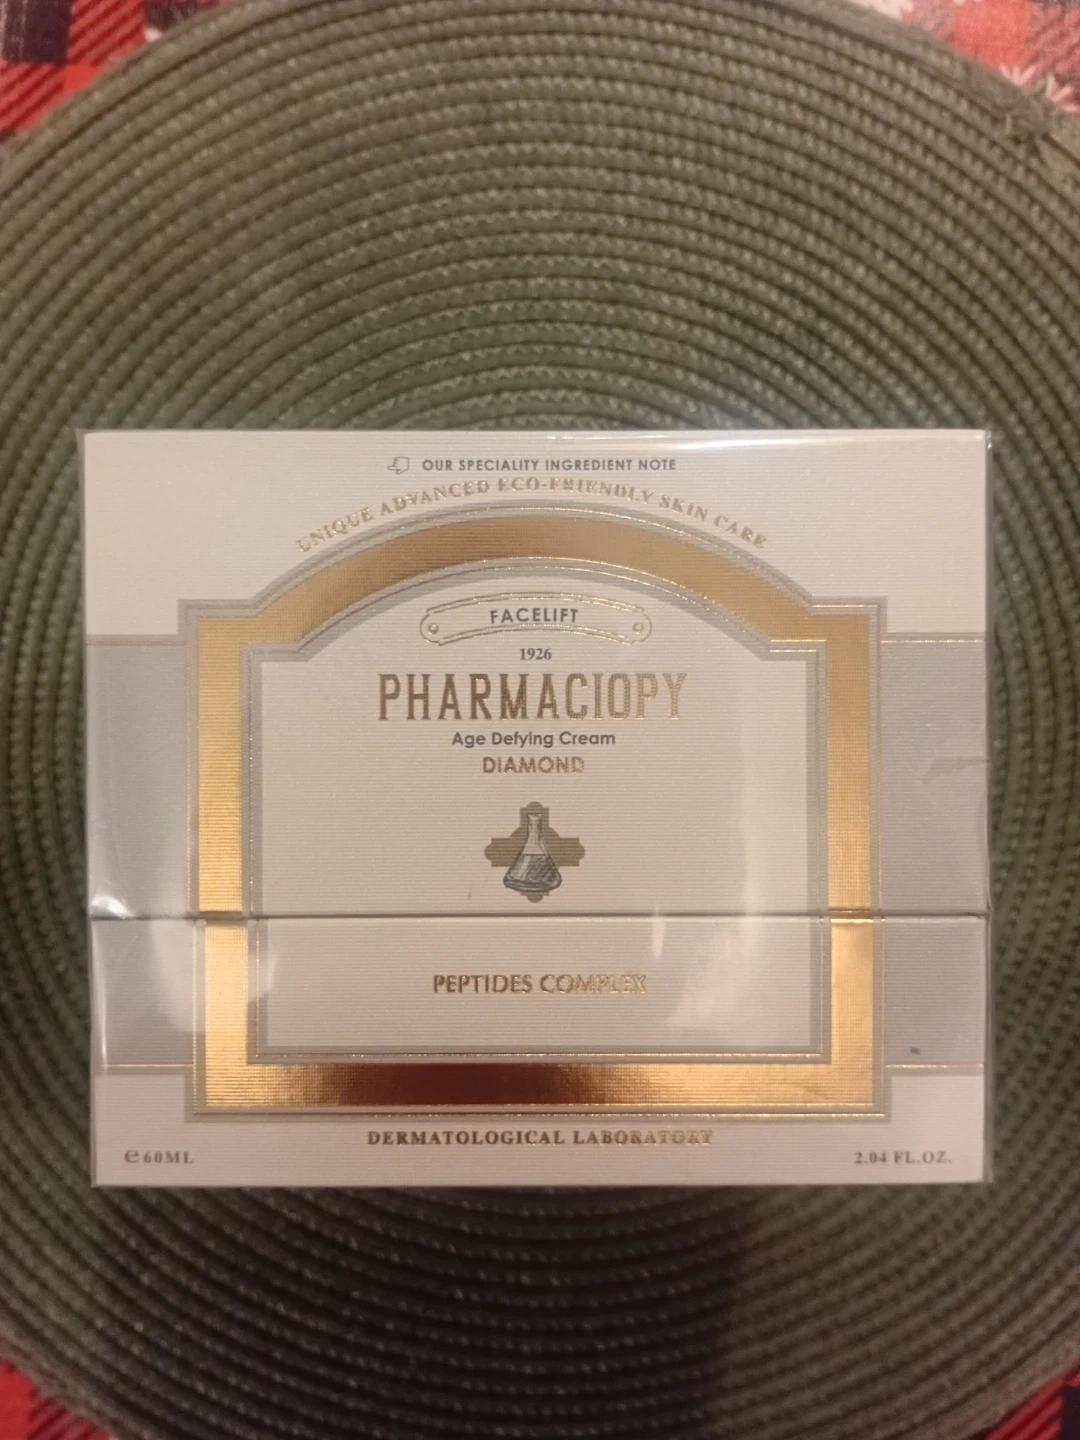 OUR SPECIALITY INGREDIENT NOTE
UNIQUE ADVANCED ECO-FRIENDLY SKIN CARE
FACELIFT
1926
PHARMACIOPY
Age Defying Cream
DIAMOND
PEPTIDES COMPLEX
DERMATOLOGICAL LABORATORY
℮60ML
2.04 FL.OZ.